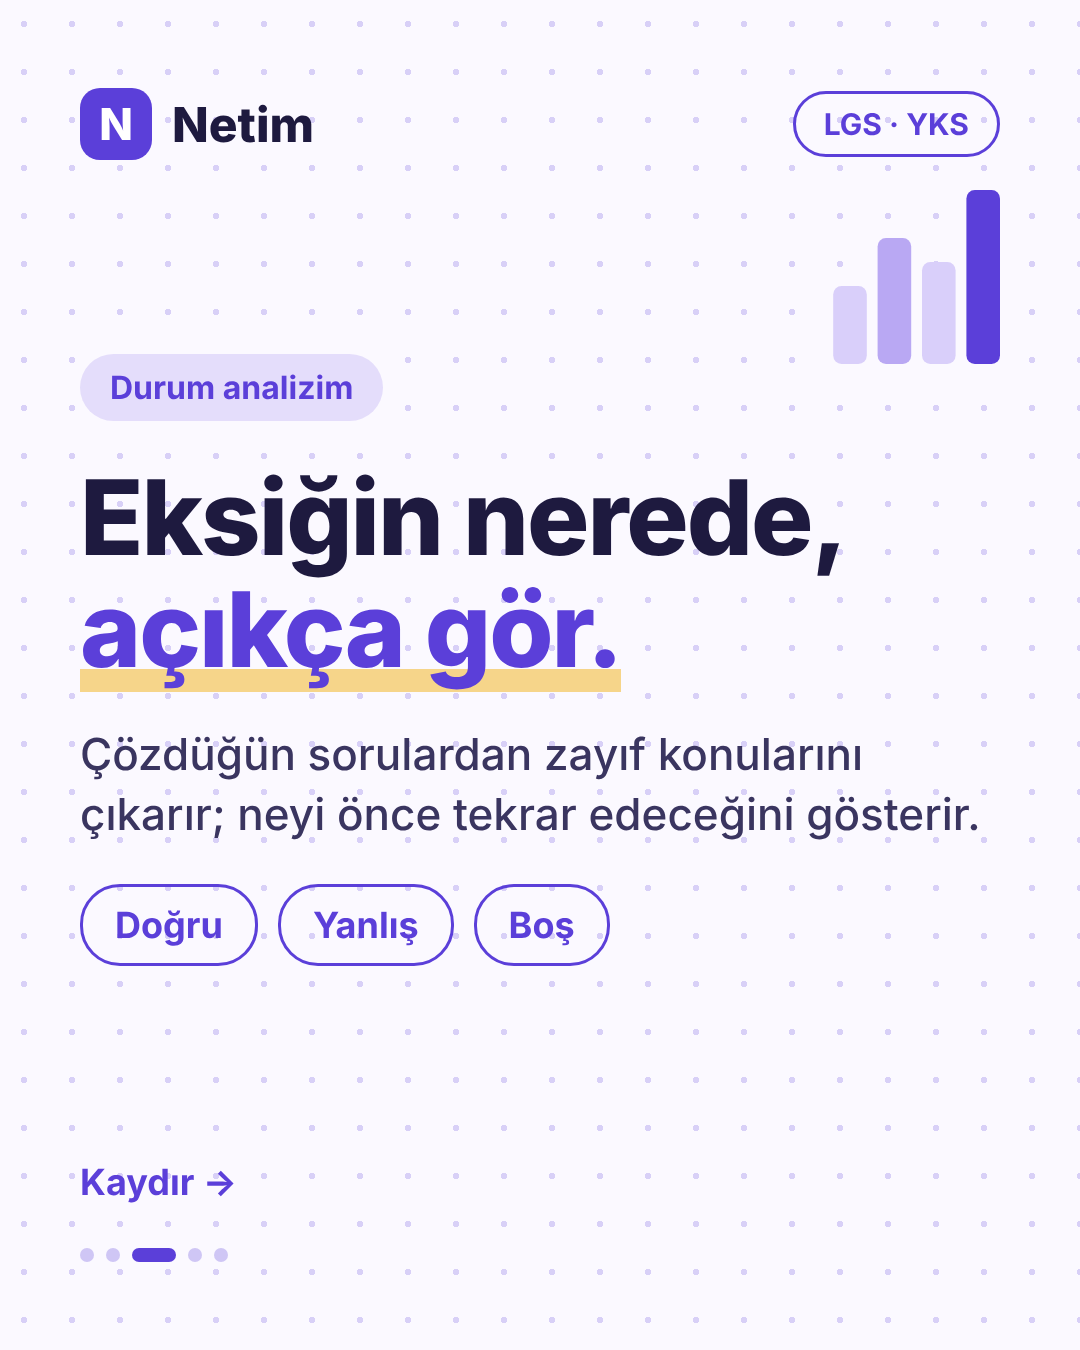 N Netim
LGS · YKS
Durum analizim
Eksiğin nerede,
açıkça gör.
Çözdüğün sorulardan zayıf konularını
çıkarır; neyi önce tekrar edeceğini gösterir.
Doğru Yanlış Boş
Kaydır →